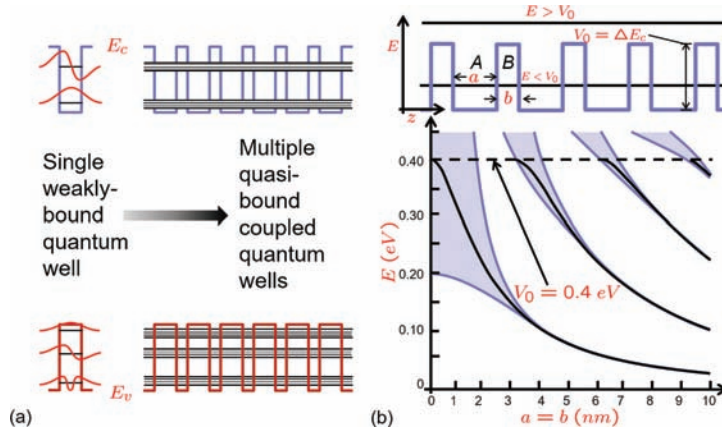 E_c
Single
weakly-
bound
quantum
well
Multiple
quasi-
bound
coupled
quantum
wells
E_v
(a)
E > V_0
E
V_0 = ΔE_c
A
B
a
E < V_0
b
z
E (eV)
0.40
0.30
0.20
0.10
0
V_0 = 0.4 eV
0 1 2 3 4 5 6 7 8 9 10
a = b (nm)
(b)